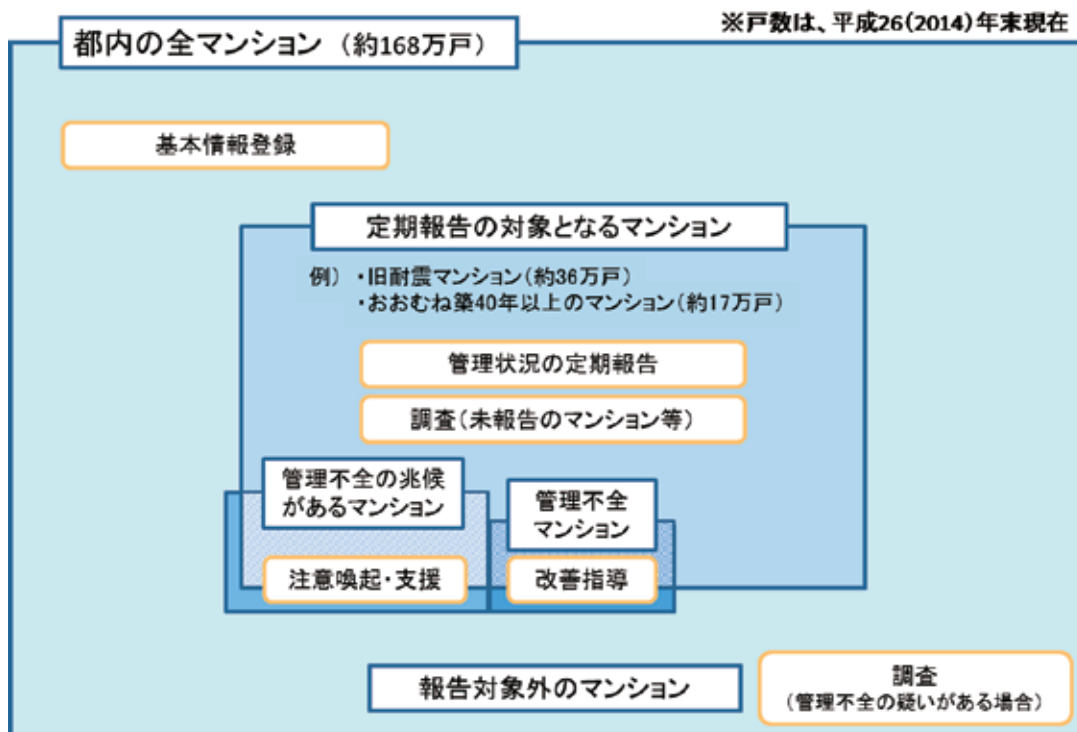 ※戸数は、平成26(2014)年末現在
都内の全マンション（約168万戸）
基本情報登録
定期報告の対象となるマンション
例）・旧耐震マンション（約36万戸）
・おおむね築40年以上のマンション（約17万戸）
管理状況の定期報告
調査（未報告のマンション等）
管理不全の兆候
があるマンション
管理不全
マンション
注意喚起・支援
改善指導
報告対象外のマンション
調査
（管理不全の疑いがある場合）